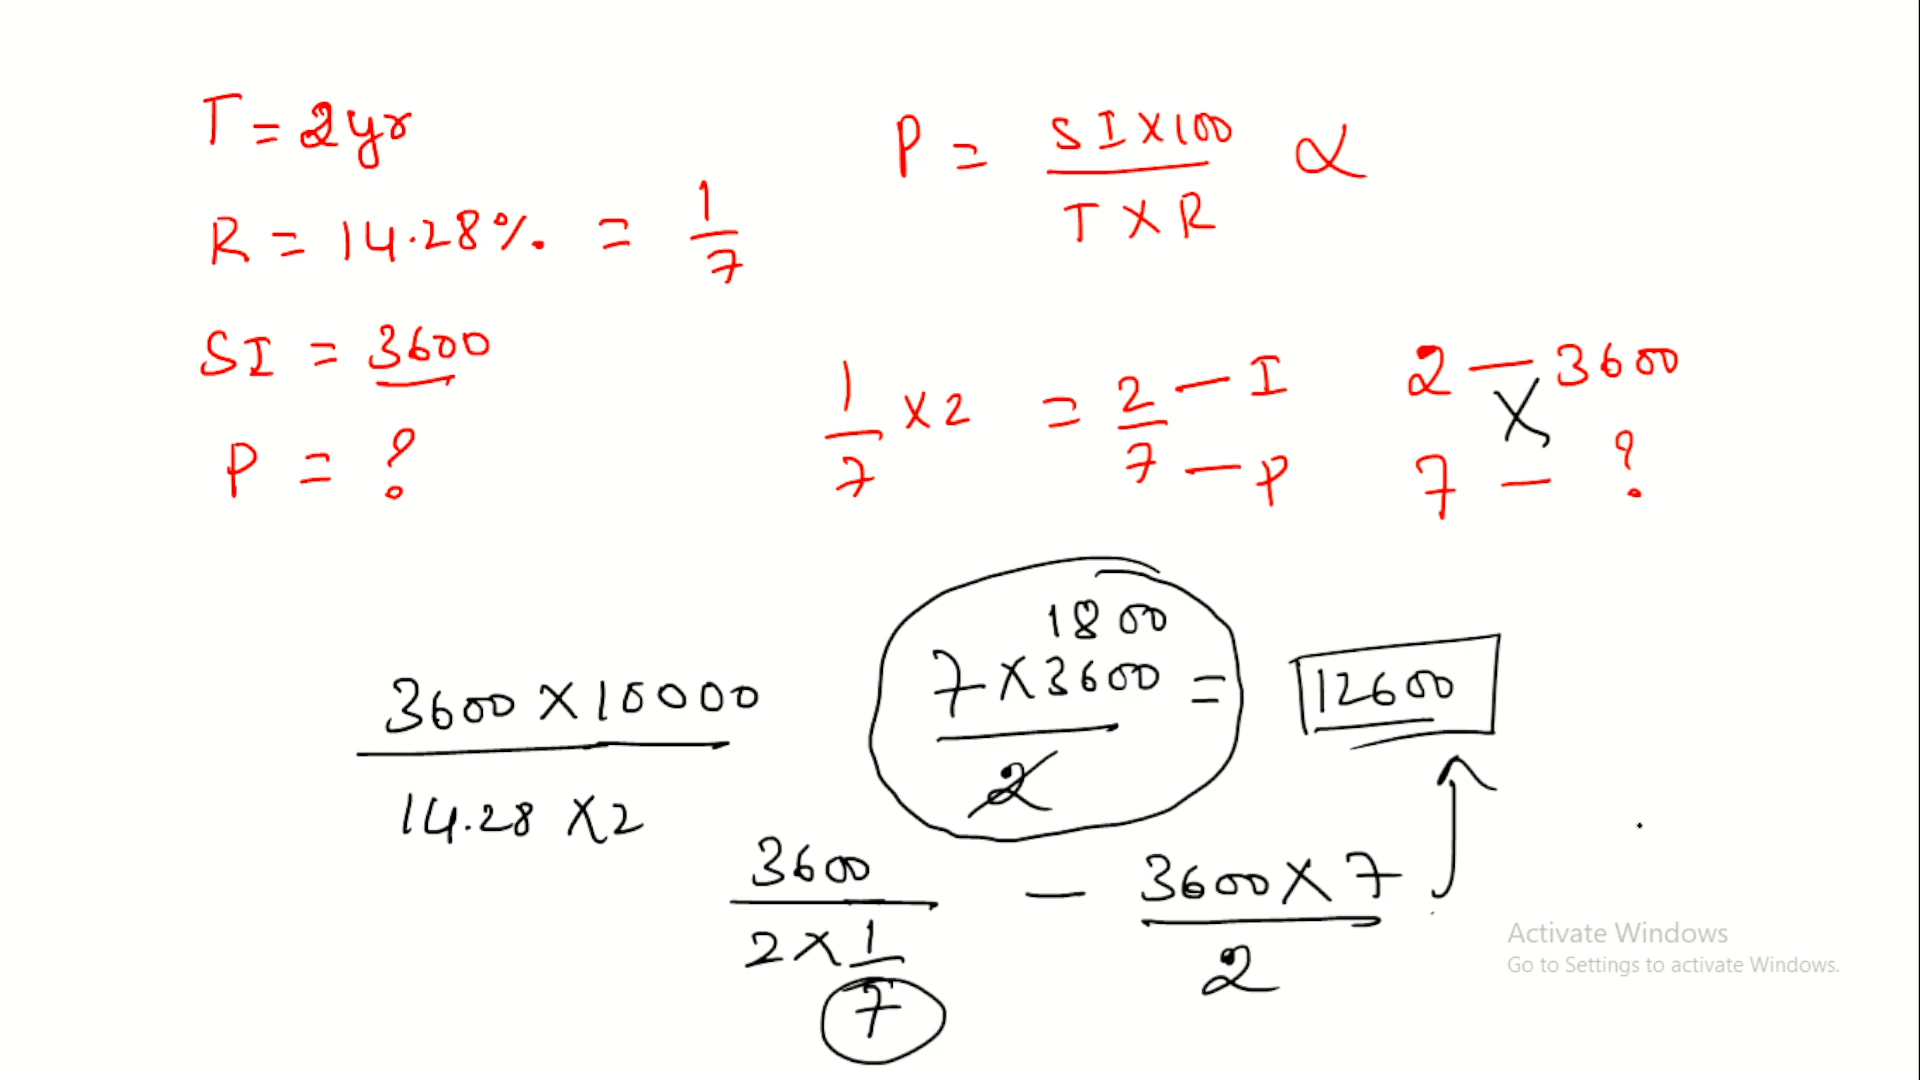 T = 2yr
R = 14.28% = 1/7
SI = 3600
P = ?
P = SI X 100 / T X R
1/7 X 2 = 2/7 - I - P
2 - 3600
X
7 - ?
3600 X 10000 / 14.28 X 2
1800
7 X 3600 / 2 = 12600
3600 / 2 X 1/7 - 3600 X 7 / 2
Activate Windows
Go to Settings to activate Windows.